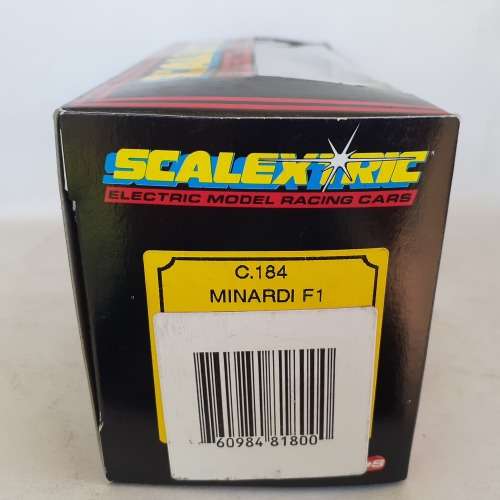 SCALEXTRIC
ELECTRIC MODEL RACING CARS
C.184
MINARDI F1
60984 81800